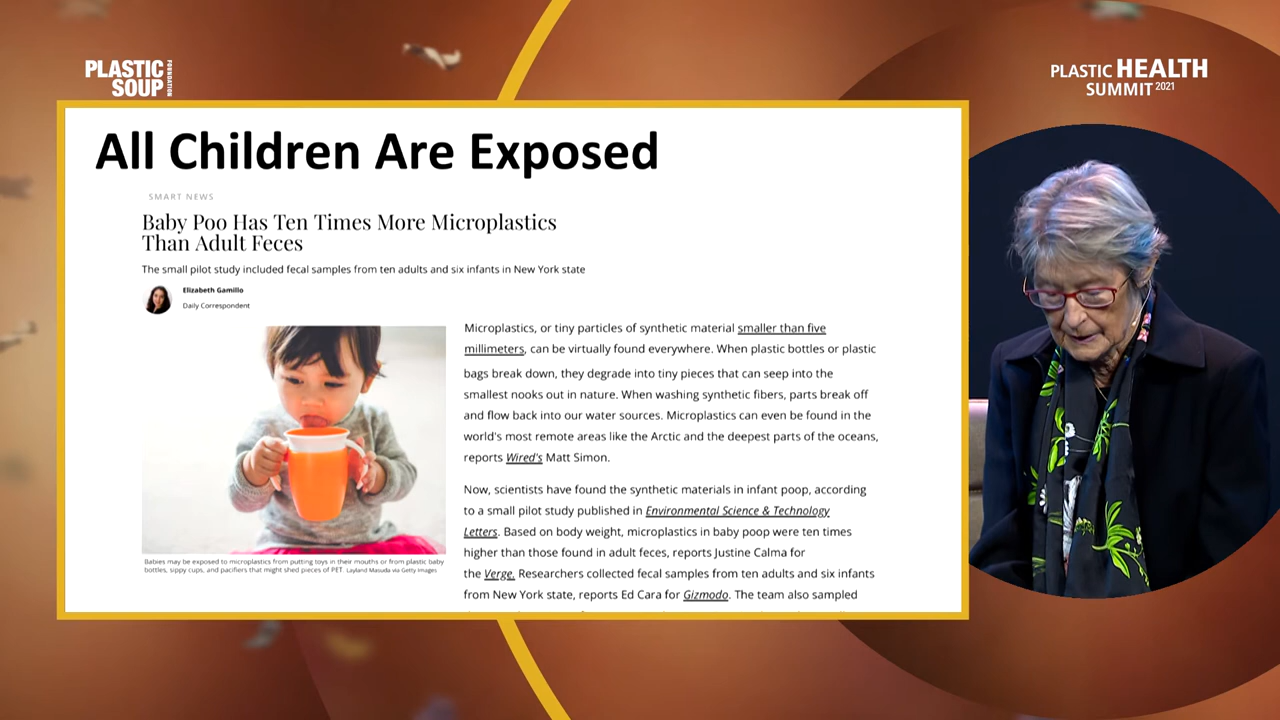 PLASTIC
SOUP
FOUNDATION
PLASTIC HEALTH
SUMMIT 2021
All Children Are Exposed
SMART NEWS
Baby Poo Has Ten Times More Microplastics
Than Adult Feces
The small pilot study included fecal samples from ten adults and six infants in New York state
Elizabeth Gamillo
Daily Correspondent
Babies may be exposed to microplastics from putting toys in their mouths or from plastic baby
bottles, sippy cups, and pacifiers that might shed pieces of PET. Layland Masuda via Getty Images
Microplastics, or tiny particles of synthetic material smaller than five
millimeters, can be virtually found everywhere. When plastic bottles or plastic
bags break down, they degrade into tiny pieces that can seep into the
smallest nooks out in nature. When washing synthetic fibers, parts break off
and flow back into our water sources. Microplastics can even be found in the
world's most remote areas like the Arctic and the deepest parts of the oceans,
reports Wired's Matt Simon.
Now, scientists have found the synthetic materials in infant poop, according
to a small pilot study published in Environmental Science & Technology
Letters. Based on body weight, microplastics in baby poop were ten times
higher than those found in adult feces, reports Justine Calma for
the Verge. Researchers collected fecal samples from ten adults and six infants
from New York state, reports Ed Cara for Gizmodo. The team also sampled